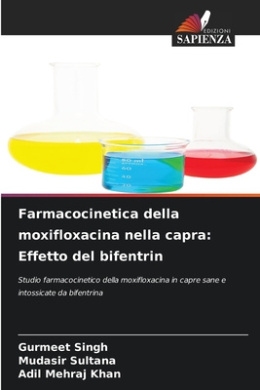 EDIZIONI
SAPIENZA
Farmacocinetica della
moxifloxacina nella capra:
Effetto del bifentrin
Studio farmacocinetico della moxifloxacina in capre sane e
intossicate da bifentrina
Gurmeet Singh
Mudasir Sultana
Adil Mehraj Khan